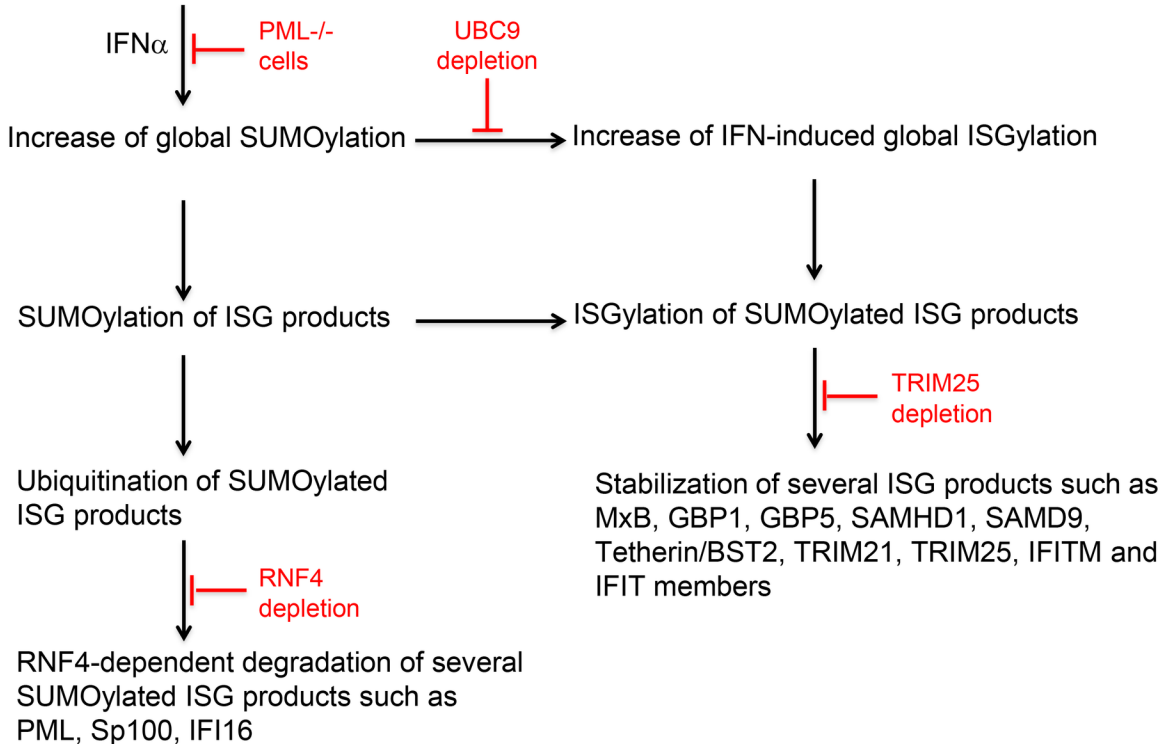 IFNα
PML-/-
cells
UBC9
depletion
Increase of global SUMOylation
Increase of IFN-induced global ISGylation
SUMOylation of ISG products
ISGylation of SUMOylated ISG products
TRIM25
depletion
Ubiquitination of SUMOylated
ISG products
Stabilization of several ISG products such as
MxB, GBP1, GBP5, SAMHD1, SAMD9,
Tetherin/BST2, TRIM21, TRIM25, IFITM and
IFIT members
RNF4
depletion
RNF4-dependent degradation of several
SUMOylated ISG products such as
PML, Sp100, IFI16